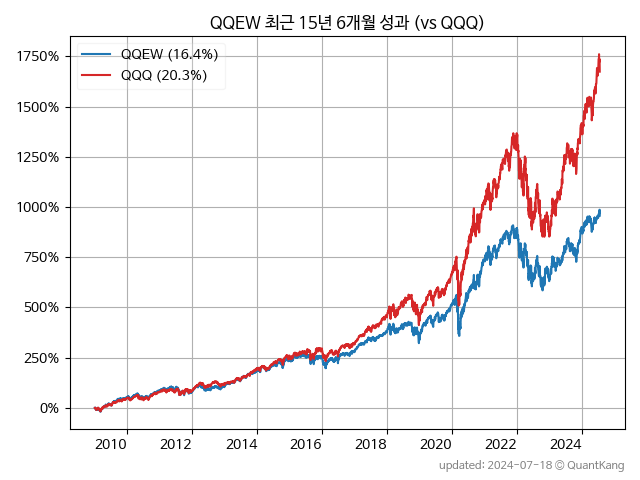 QQEW 최근 15년 6개월 성과 (vs QQQ)
QQEW (16.4%)
QQQ (20.3%)
1750%
1500%
1250%
1000%
750%
500%
250%
0%
2010 2012 2014 2016 2018 2020 2022 2024
updated: 2024-07-18 © QuantKang